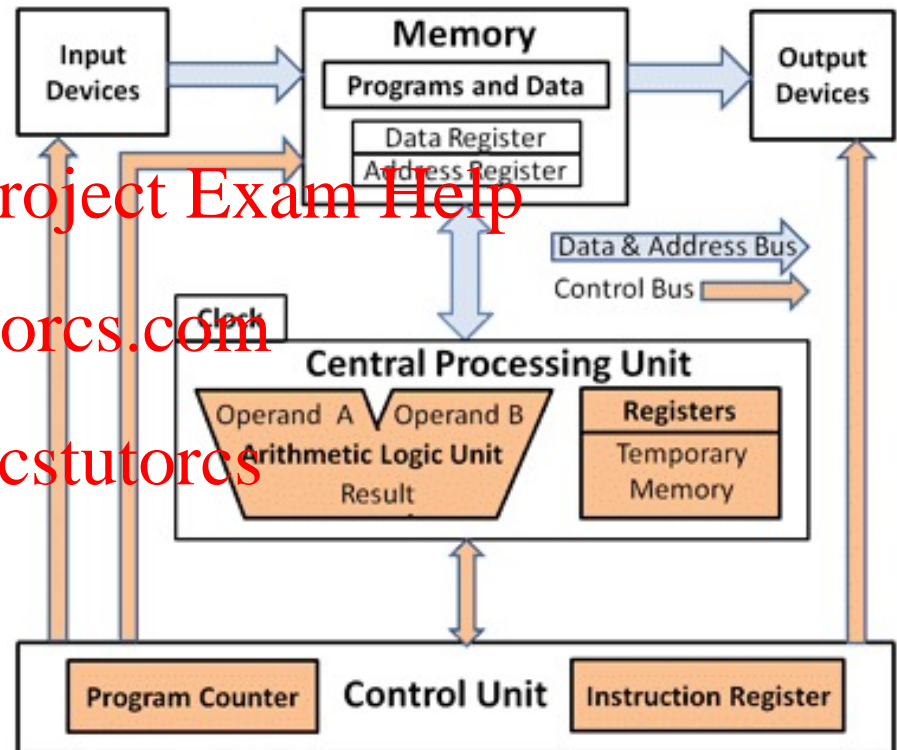 Input
Devices
Memory
Programs and Data
Data Register
Address Register
Output
Devices
roject Exam Help
Data & Address Bus
Control Bus
Clock
orcs.com
Central Processing Unit
Operand A
Operand B
Arithmetic Logic Unit
Result
Registers
Temporary
Memory
cstutorcs
Program Counter
Control Unit
Instruction Register